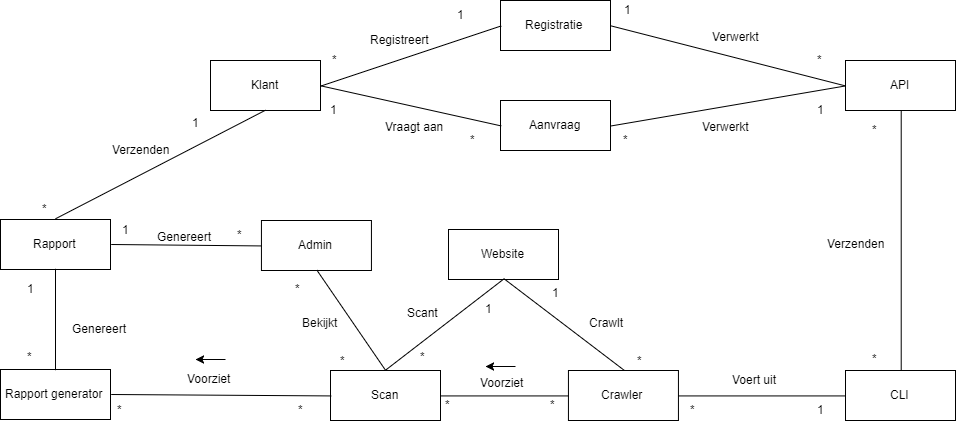 1
1
Registratie
Registreert
Verwerkt
*
*
Klant
API
1
1
Vraagt aan
Aanvraag
Verwerkt
*
*
*
1
Verzenden
*
Rapport
1
Genereert
*
Admin
Website
Verzenden
1
*
1
1
Genereert
Bekijkt
Scant
Crawlt
*
*
*
*
*
Voorziet
Voorziet
Voert uit
Rapport generator
*
*
Scan
*
*
Crawler
*
1
CLI